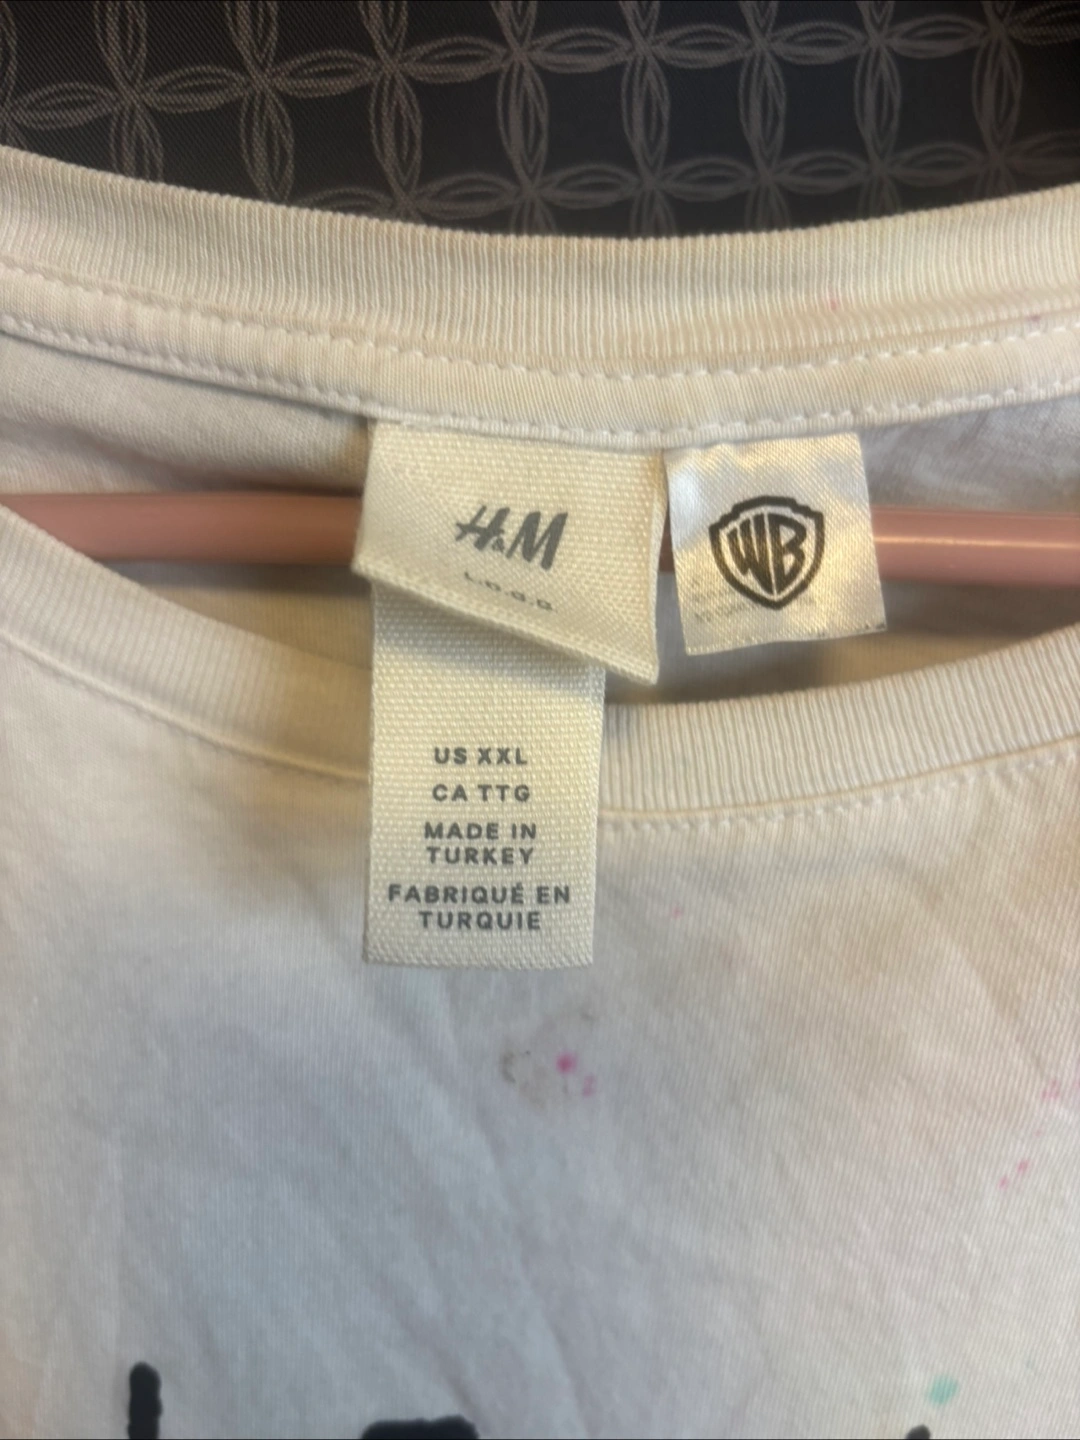 H&M
L.O.G.G.
WB
US XXL
CA TTG
MADE IN
TURKEY
FABRIQUÉ EN
TURQUIE